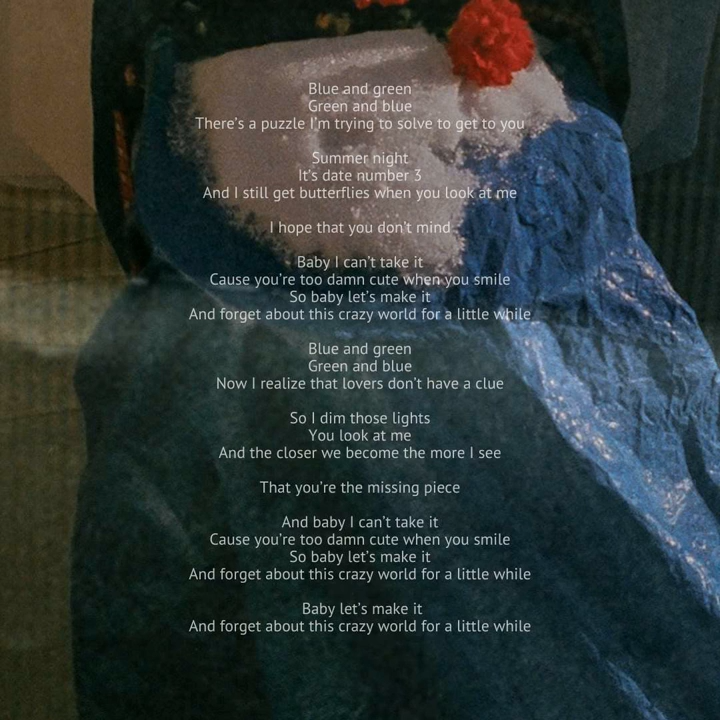 Blue and green
Green and blue
There's a puzzle I'm trying to solve to get to you
Summer night
It's date number 3
And I still get butterflies when you look at me
I hope that you don't mind
Baby I can't take it
Cause you're too damn cute when you smile
So baby let's make it
And forget about this crazy world for a little while
Blue and green
Green and blue
Now I realize that lovers don't have a clue
So I dim those lights
You look at me
And the closer we become the more I see
That you're the missing piece
And baby I can't take it
Cause you're too damn cute when you smile
So baby let's make it
And forget about this crazy world for a little while
Baby let's make it
And forget about this crazy world for a little while